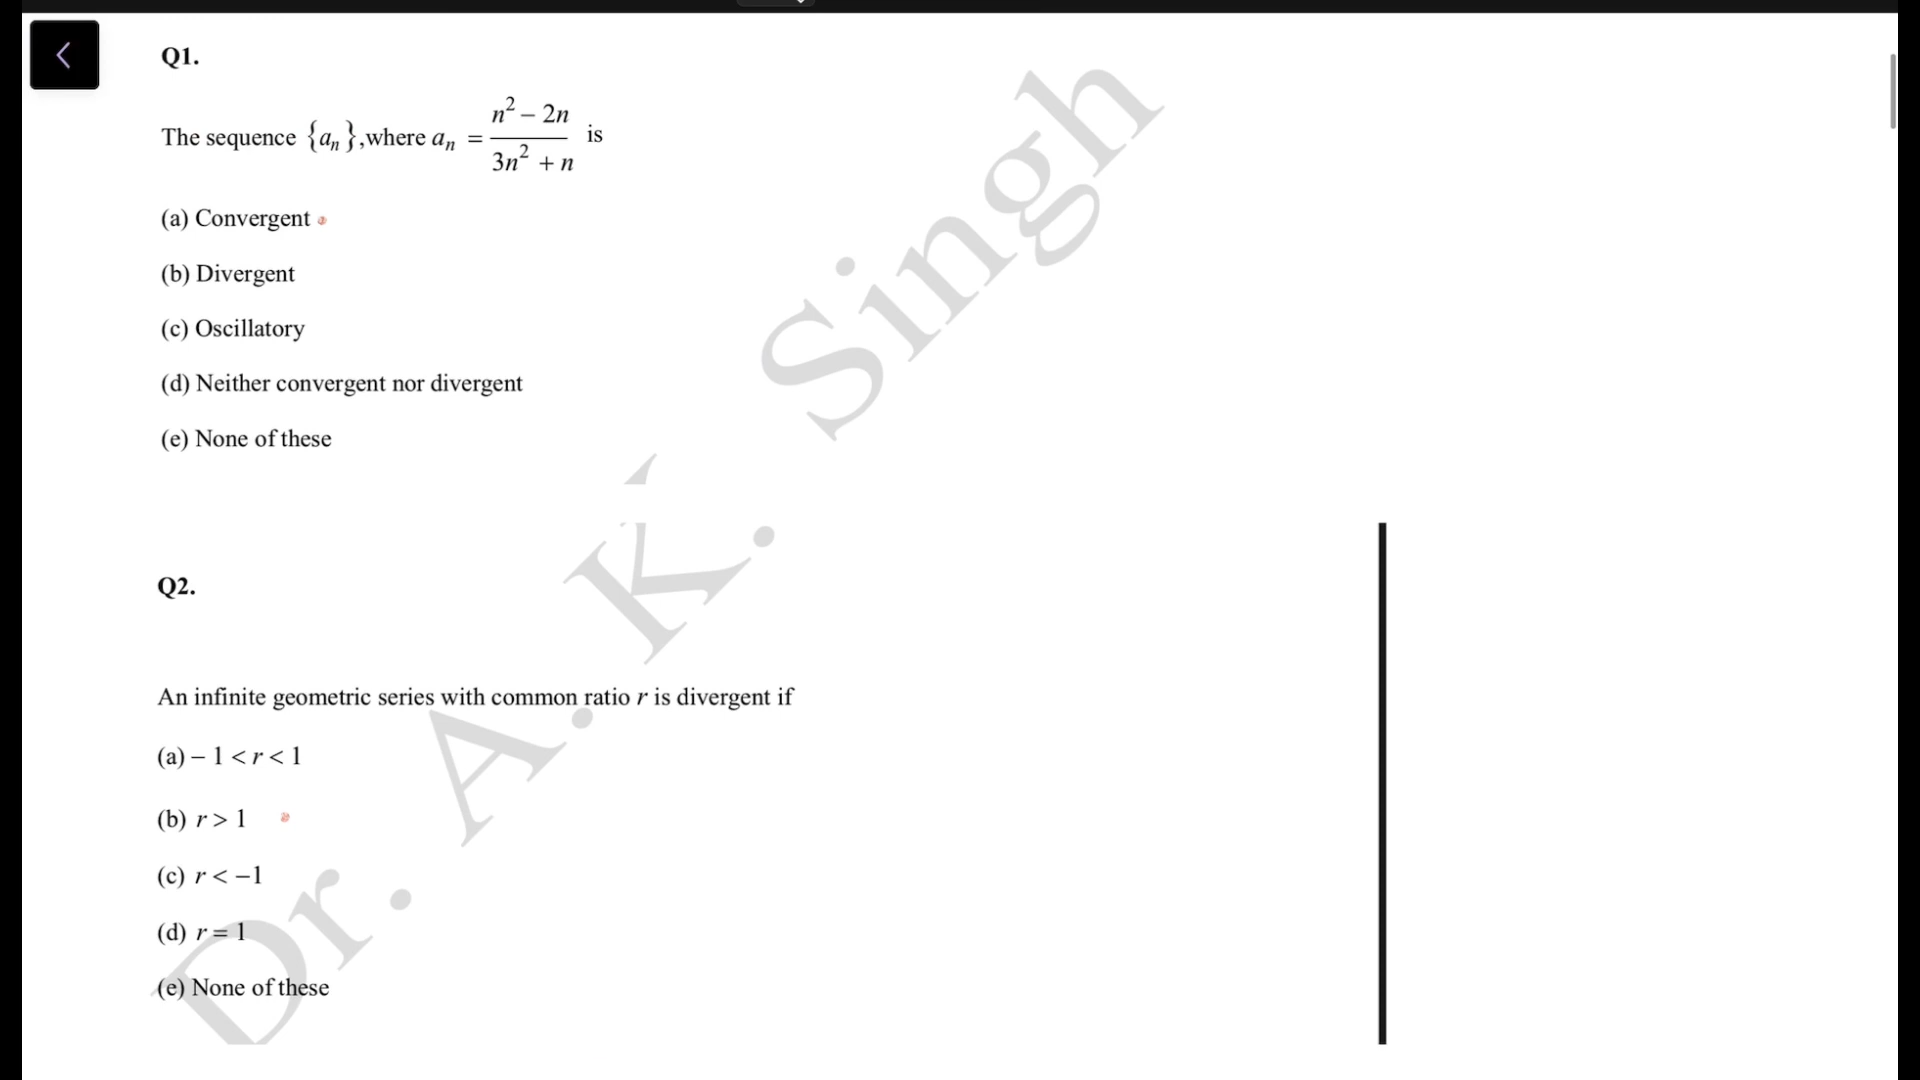 Q1.
The sequence {aₙ},where aₙ = (n² – 2n)/(3n² + n) is
(a) Convergent
(b) Divergent
(c) Oscillatory
(d) Neither convergent nor divergent
(e) None of these
Q2.
An infinite geometric series with common ratio r is divergent if
(a) – 1 < r < 1
(b) r > 1
(c) r < −1
(d) r = 1
(e) None of these
Dr. A. K. Singh